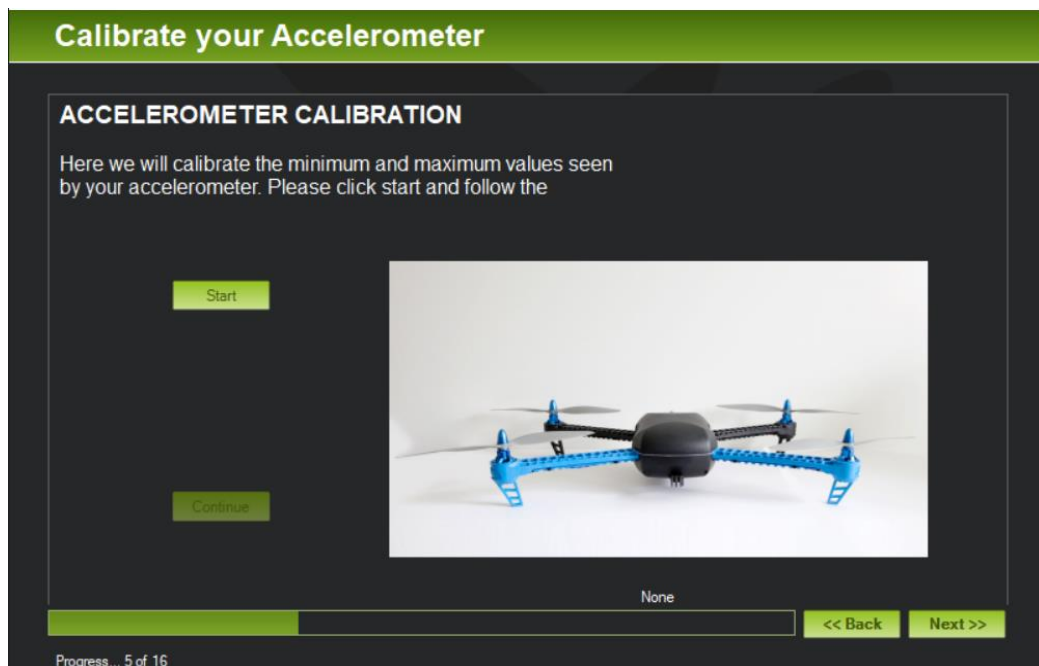 Calibrate your Accelerometer
ACCELEROMETER CALIBRATION
Here we will calibrate the minimum and maximum values seen
by your accelerometer. Please click start and follow the
Start
Continue
None
<< Back
Next >>
Progress... 5 of 16